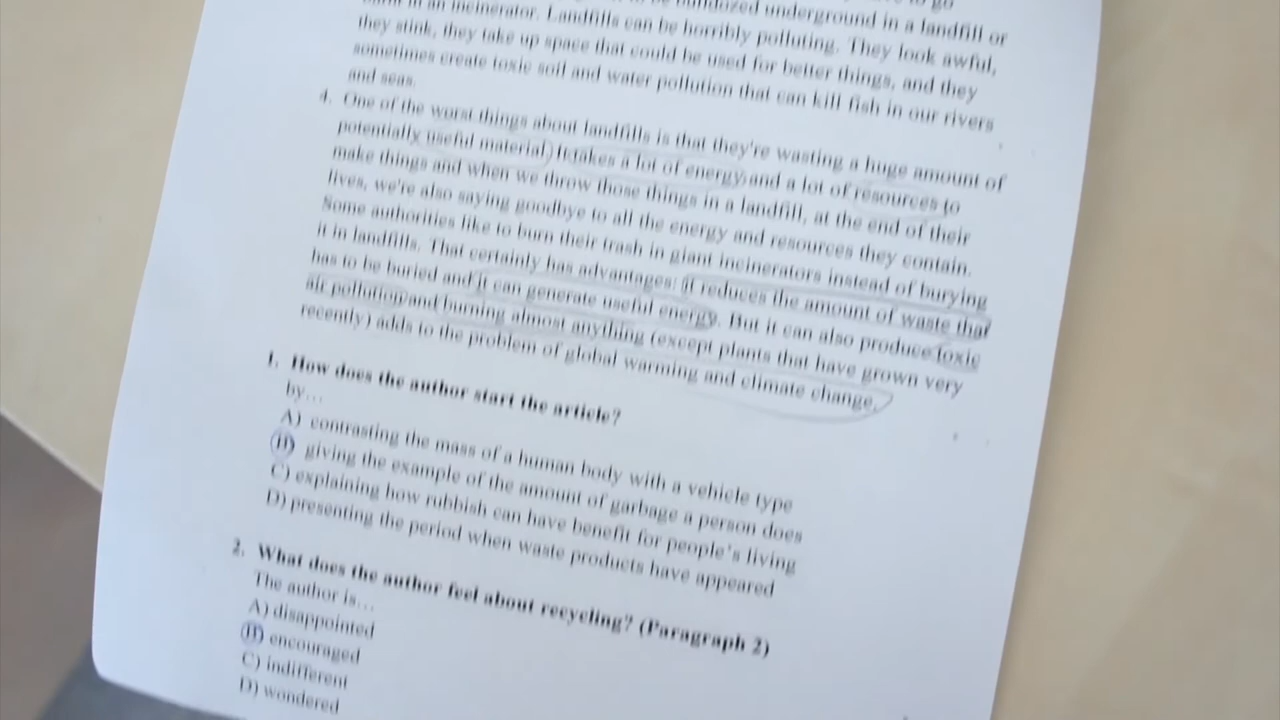 underground in a landfill or
in an incinerator. Landfills can be horribly polluting. They look awful,
they stink, they take up space that could be used for better things, and they
sometimes create toxic soil and water pollution that can kill fish in our rivers
and seas.
4. One of the worst things about landfills is that they're wasting a huge amount of
potentially useful material. It takes a lot of energy and a lot of resources to
make things and when we throw those things in a landfill, at the end of their
lives, we're also saying goodbye to all the energy and resources they contain.
Some authorities like to burn their trash in giant incinerators instead of burying
it in landfills. That certainly has advantages: it reduces the amount of waste that
has to be buried and it can generate useful energy. But it can also produce toxic
air pollution and burning almost anything (except plants that have grown very
recently) adds to the problem of global warming and climate change.
1. How does the author start the article?
by…
A) contrasting the mass of a human body with a vehicle type
B) giving the example of the amount of garbage a person does
C) explaining how rubbish can have benefit for people's living
D) presenting the period when waste products have appeared
2. What does the author feel about recycling? (Paragraph 2)
The author is…
A) disappointed
B) encouraged
C) indifferent
D) wondered